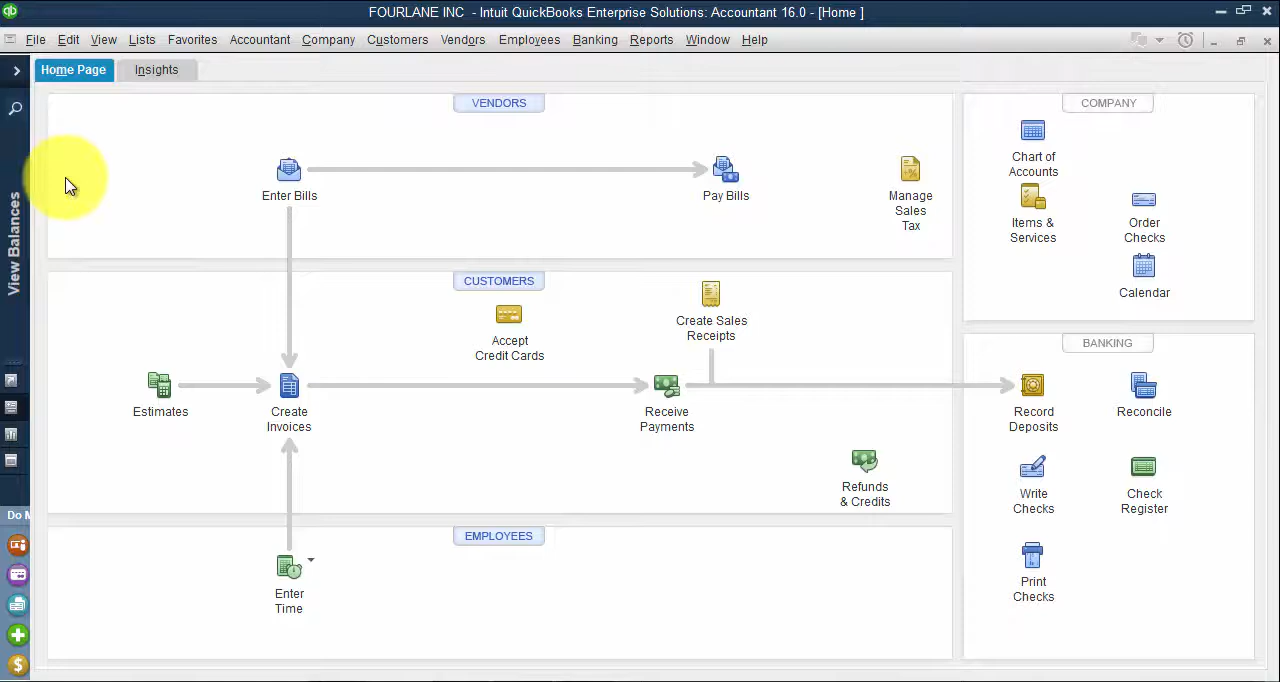 FOURLANE INC - Intuit QuickBooks Enterprise Solutions: Accountant 16.0 - [Home ]
File Edit View Lists Favorites Accountant Company Customers Vendors Employees Banking Reports Window Help
Home Page Insights
View Balances
Do M
VENDORS
Enter Bills
Pay Bills
Manage
Sales
Tax
CUSTOMERS
Accept
Credit Cards
Create Sales
Receipts
Estimates
Create
Invoices
Receive
Payments
Refunds
& Credits
EMPLOYEES
Enter
Time
COMPANY
Chart of
Accounts
Items &
Services
Order
Checks
Calendar
BANKING
Record
Deposits
Reconcile
Write
Checks
Check
Register
Print
Checks